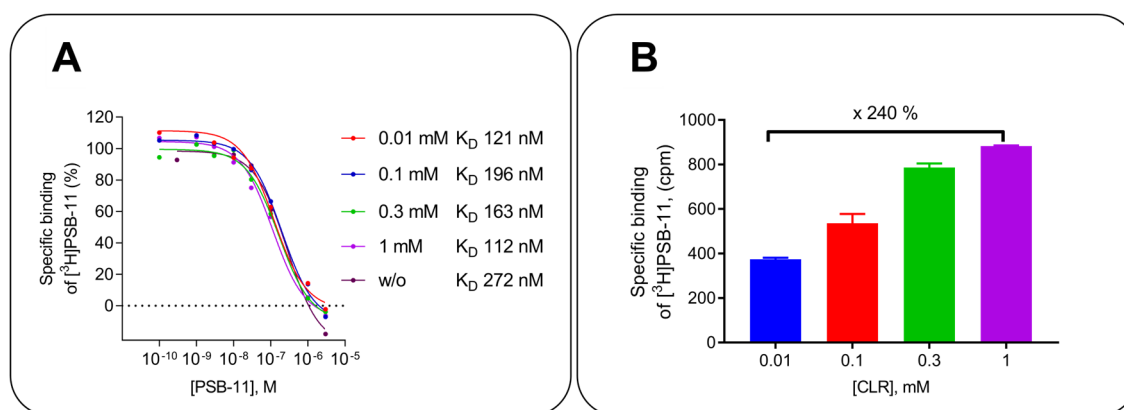 A
Specific binding
of [³H]PSB-11 (%)
120
100
80
60
40
20
0
10⁻¹⁰ 10⁻⁹ 10⁻⁸ 10⁻⁷ 10⁻⁶ 10⁻⁵
[PSB-11], M
0.01 mM K_D 121 nM
0.1 mM K_D 196 nM
0.3 mM K_D 163 nM
1 mM K_D 112 nM
w/o K_D 272 nM
B
x 240 %
Specific binding
of [³H]PSB-11, (cpm)
1000
800
600
400
200
0
0.01 0.1 0.3 1
[CLR], mM